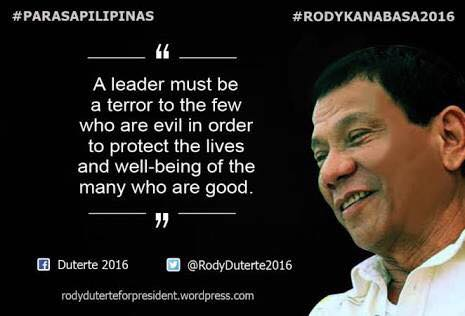 #PARASAPILIPINAS
#RODYKANABASA2016
“
A leader must be
a terror to the few
who are evil in order
to protect the lives
and well-being of the
many who are good.
”
f Duterte 2016
@RodyDuterte2016
rodyduterteforpresident.wordpress.com